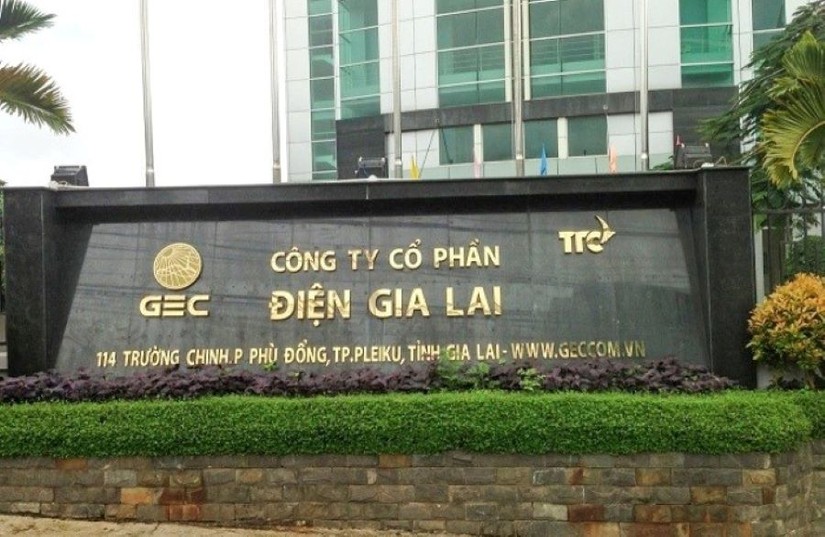 GEC
CÔNG TY CỔ PHẦN
ĐIỆN GIA LAI
TTC
114 TRƯỜNG CHINH.P PHÙ ĐỔNG, TP.PLEIKU, TỈNH GIA LAI - WWW.GECCOM.VN